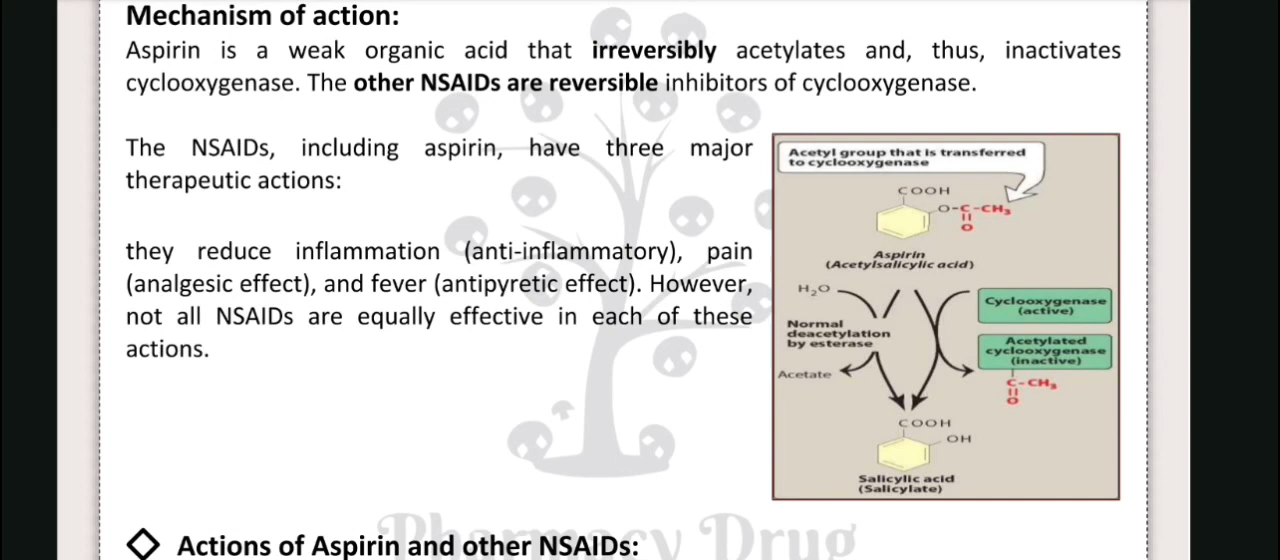 Mechanism of action:
Aspirin is a weak organic acid that irreversibly acetylates and, thus, inactivates
cyclooxygenase. The other NSAIDs are reversible inhibitors of cyclooxygenase.
The NSAIDs, including aspirin, have three major
therapeutic actions:
they reduce inflammation (anti-inflammatory), pain
(analgesic effect), and fever (antipyretic effect). However,
not all NSAIDs are equally effective in each of these
actions.
Acetyl group that is transferred
to cyclooxygenase
COOH
O-C-CH₃
O
Aspirin
(Acetylsalicylic acid)
H₂O
Cyclooxygenase
(active)
Normal
deacetylation
by esterase
Acetylated
cyclooxygenase
(inactive)
Acetate
C-CH₃
O
COOH
OH
Salicylic acid
(Salicylate)
Pharmacy Drug
Actions of Aspirin and other NSAIDs: